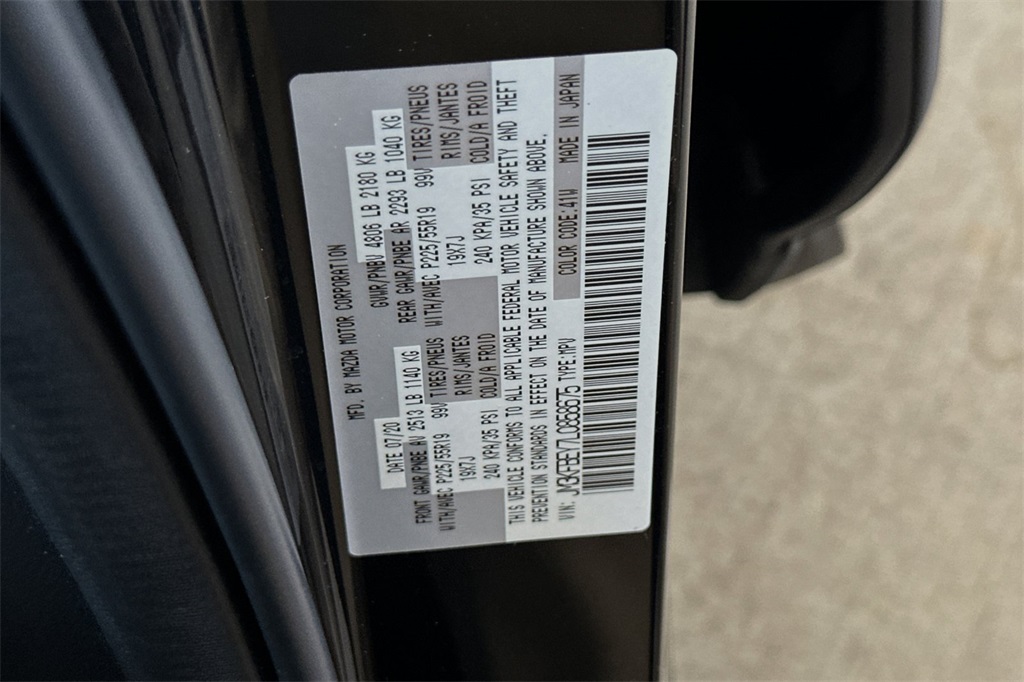 MFD. BY MAZDA MOTOR CORPORATION
DATE 07/20 GVWR/PNBV 4806 LB 2180 KG
FRONT GAWR/PNBE AV 2513 LB 1140 KG REAR GAWR/PNBE AR 2293 LB 1040 KG
WITH/AVEC P225/55R19 99V TIRES/PNEUS WITH/AVEC P225/55R19 99V TIRES/PNEUS
19X7J RIMS/JANTES 19X7J RIMS/JANTES
240 KPA/35 PSI COLD/A FROID 240 KPA/35 PSI COLD/A FROID
THIS VEHICLE CONFORMS TO ALL APPLICABLE FEDERAL MOTOR VEHICLE SAFETY AND THEFT
PREVENTION STANDARDS IN EFFECT ON THE DATE OF MANUFACTURE SHOWN ABOVE.
VIN: JM3KFBEY7L0858675 TYPE:MPV COLOR CODE:41W MADE IN JAPAN